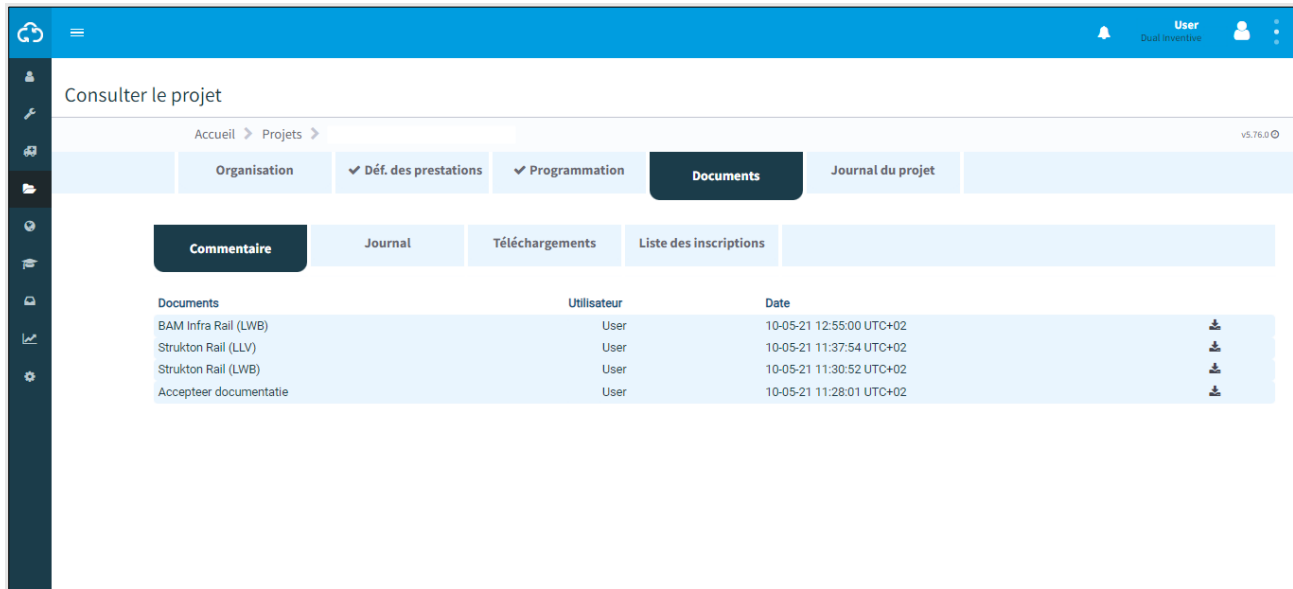 User
Dual Inventive
Consulter le projet
Accueil Projets
v5.76.0
Organisation Déf. des prestations Programmation Documents Journal du projet
Commentaire Journal Téléchargements Liste des inscriptions
Documents Utilisateur Date
BAM Infra Rail (LWB) User 10-05-21 12:55:00 UTC+02
Strukton Rail (LLV) User 10-05-21 11:37:54 UTC+02
Strukton Rail (LWB) User 10-05-21 11:30:52 UTC+02
Accepteer documentatie User 10-05-21 11:28:01 UTC+02